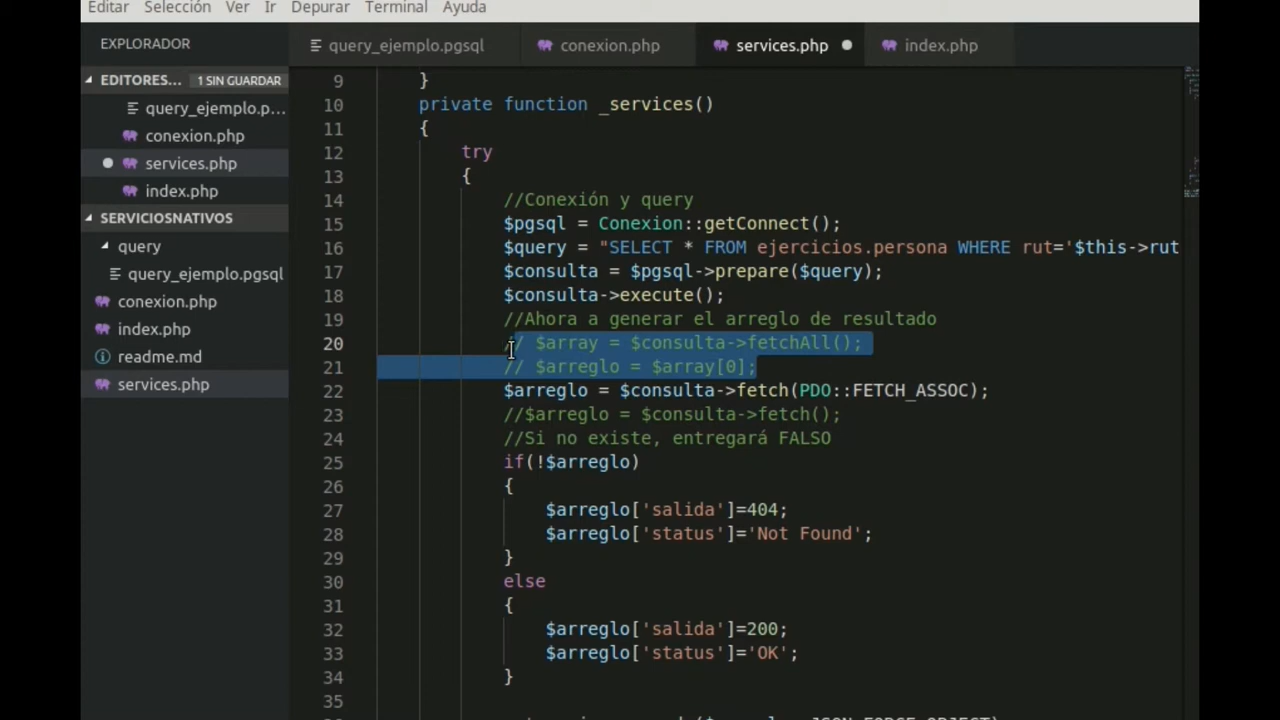 Editar Selección Ver Ir Depurar Terminal Ayuda
EXPLORADOR
EDITORES... 1 SIN GUARDAR
query_ejemplo.p...
conexion.php
services.php
index.php
SERVICIOSNATIVOS
query
query_ejemplo.pgsql
conexion.php
index.php
readme.md
services.php
query_ejemplo.pgsql conexion.php services.php index.php
9 }
10 private function _services()
11 {
12 try
13 {
14 //Conexión y query
15 $pgsql = Conexion::getConnect();
16 $query = "SELECT * FROM ejercicios.persona WHERE rut='$this->rut
17 $consulta = $pgsql->prepare($query);
18 $consulta->execute();
19 //Ahora a generar el arreglo de resultado
20 // $array = $consulta->fetchAll();
21 // $arreglo = $array[0];
22 $arreglo = $consulta->fetch(PDO::FETCH_ASSOC);
23 //$arreglo = $consulta->fetch();
24 //Si no existe, entregará FALSO
25 if(!$arreglo)
26 {
27 $arreglo['salida']=404;
28 $arreglo['status']='Not Found';
29 }
30 else
31 {
32 $arreglo['salida']=200;
33 $arreglo['status']='OK';
34 }
35